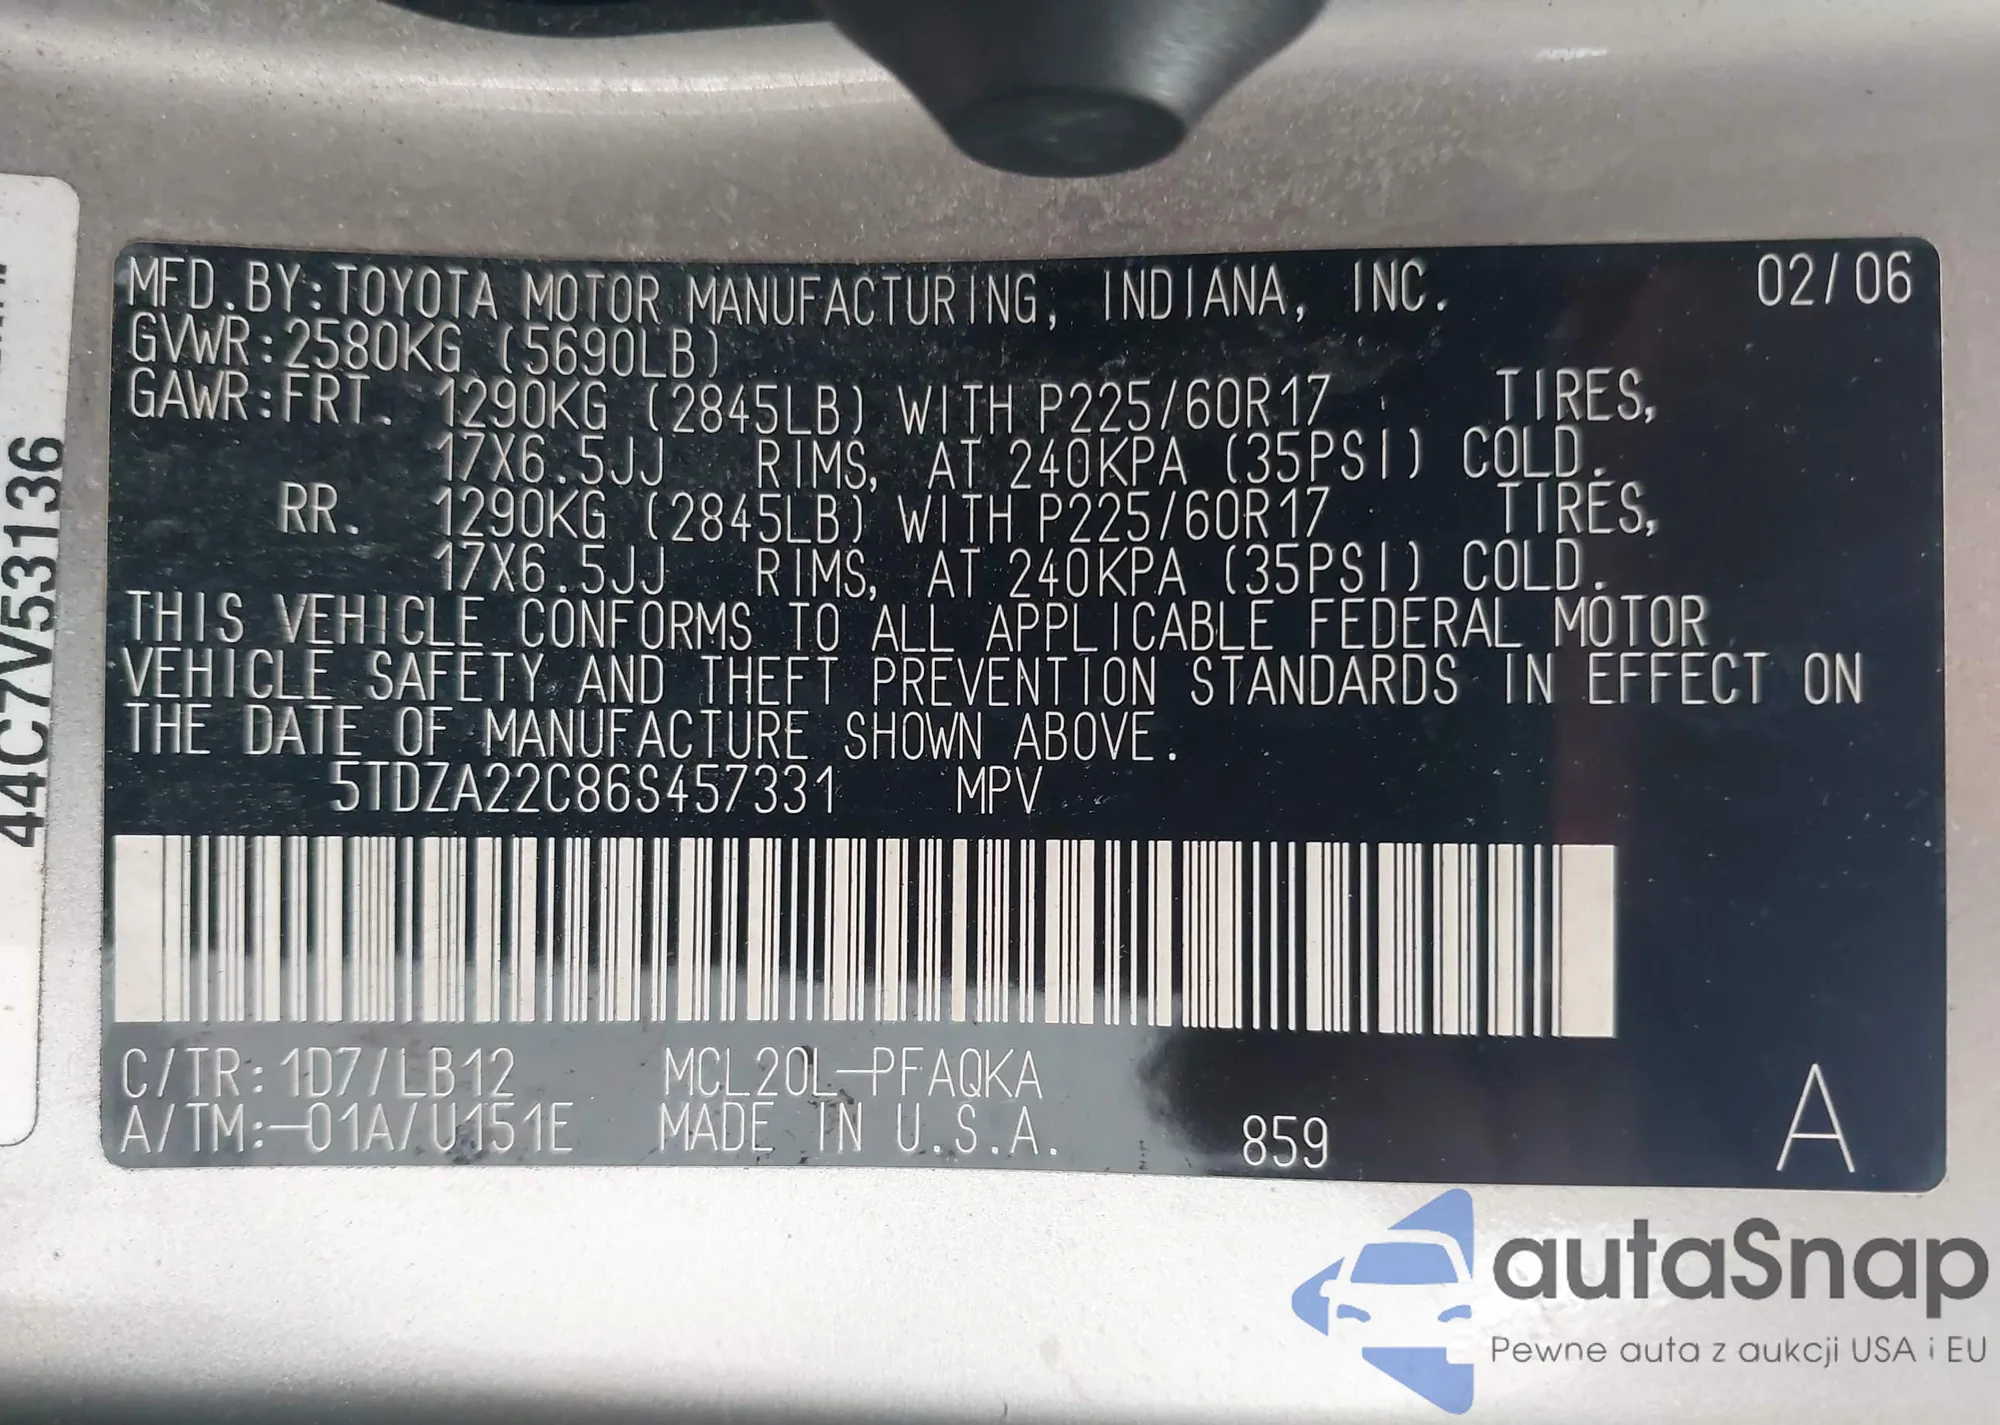 MFD.BY:TOYOTA MOTOR MANUFACTURING, INDIANA, INC. 02/06
GVWR:2580KG (5690LB)
GAWR:FRT. 1290KG (2845LB) WITH P225/60R17 TIRES,
17X6.5JJ RIMS, AT 240KPA (35PSI) COLD.
RR. 1290KG (2845LB) WITH P225/60R17 TIRES,
17X6.5JJ RIMS, AT 240KPA (35PSI) COLD.
THIS VEHICLE CONFORMS TO ALL APPLICABLE FEDERAL MOTOR
VEHICLE SAFETY AND THEFT PREVENTION STANDARDS IN EFFECT ON
THE DATE OF MANUFACTURE SHOWN ABOVE.
5TDZA22C86S457331 MPV
C/TR:1D7/LB12 MCL20L-PFAQKA
A/TM:-01A/U151E MADE IN U.S.A. 859 A
44C7V53136
autaSnap
Pewne auta z aukcji USA i EU